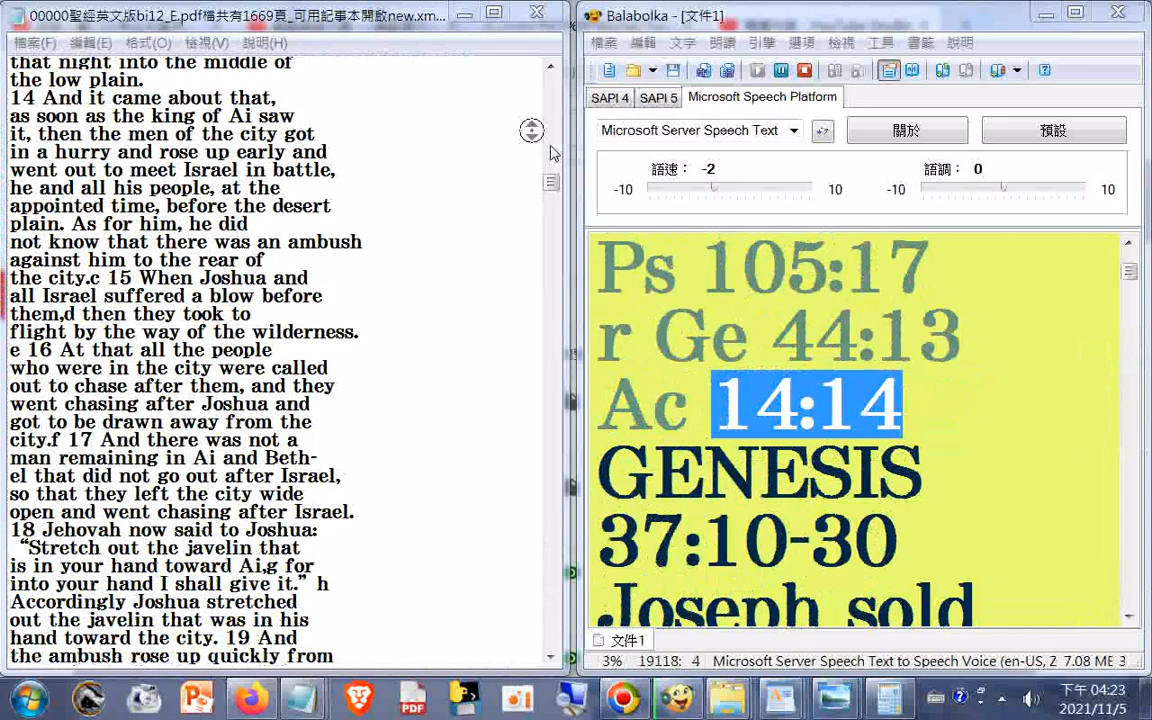 00000聖經英文版bi12_E.pdf檔共有1669頁_可用記事本開啟new.xm...
檔案(F) 編輯(E) 格式(O) 檢視(V) 說明(H)
that night into the middle of
the low plain.
14 And it came about that,
as soon as the king of Ai saw
it, then the men of the city got
in a hurry and rose up early and
went out to meet Israel in battle,
he and all his people, at the
appointed time, before the desert
plain. As for him, he did
not know that there was an ambush
against him to the rear of
the city.c 15 When Joshua and
all Israel suffered a blow before
them,d then they took to
flight by the way of the wilderness.
e 16 At that all the people
who were in the city were called
out to chase after them, and they
went chasing after Joshua and
got to be drawn away from the
city.f 17 And there was not a
man remaining in Ai and Beth-
el that did not go out after Israel,
so that they left the city wide
open and went chasing after Israel.
18 Jehovah now said to Joshua:
“Stretch out the javelin that
is in your hand toward Ai,g for
into your hand I shall give it.” h
Accordingly Joshua stretched
out the javelin that was in his
hand toward the city. 19 And
the ambush rose up quickly from
Balabolka - [文件1]
檔案 編輯 文字 朗讀 引擎 選項 檢視 工具 書籤 說明
SAPI 4 SAPI 5 Microsoft Speech Platform
Microsoft Server Speech Text 關於 預設
語速: -2 語調: 0
-10 10 -10 10
Ps 105:17
r Ge 44:13
Ac 14:14
GENESIS
37:10-30
Joseph sold
文件1
3% 19118: 4 Microsoft Server Speech Text to Speech Voice (en-US, Z 7.08 MB 3
PDF
下午 04:23
2021/11/5